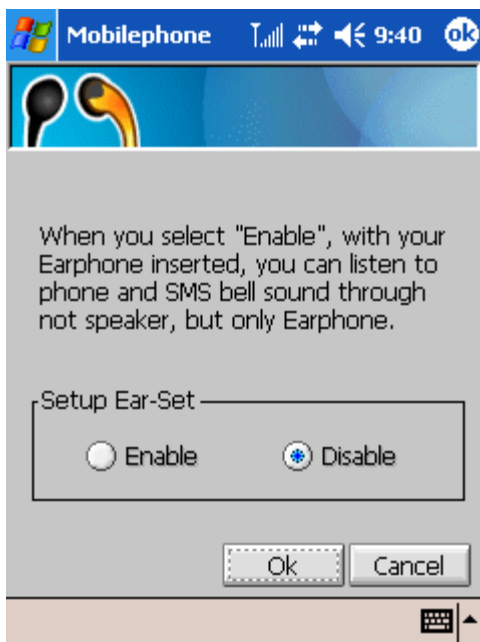 Mobilephone 9:40 ok
When you select "Enable", with your
Earphone inserted, you can listen to
phone and SMS bell sound through
not speaker, but only Earphone.
Setup Ear-Set
Enable Disable
Ok Cancel